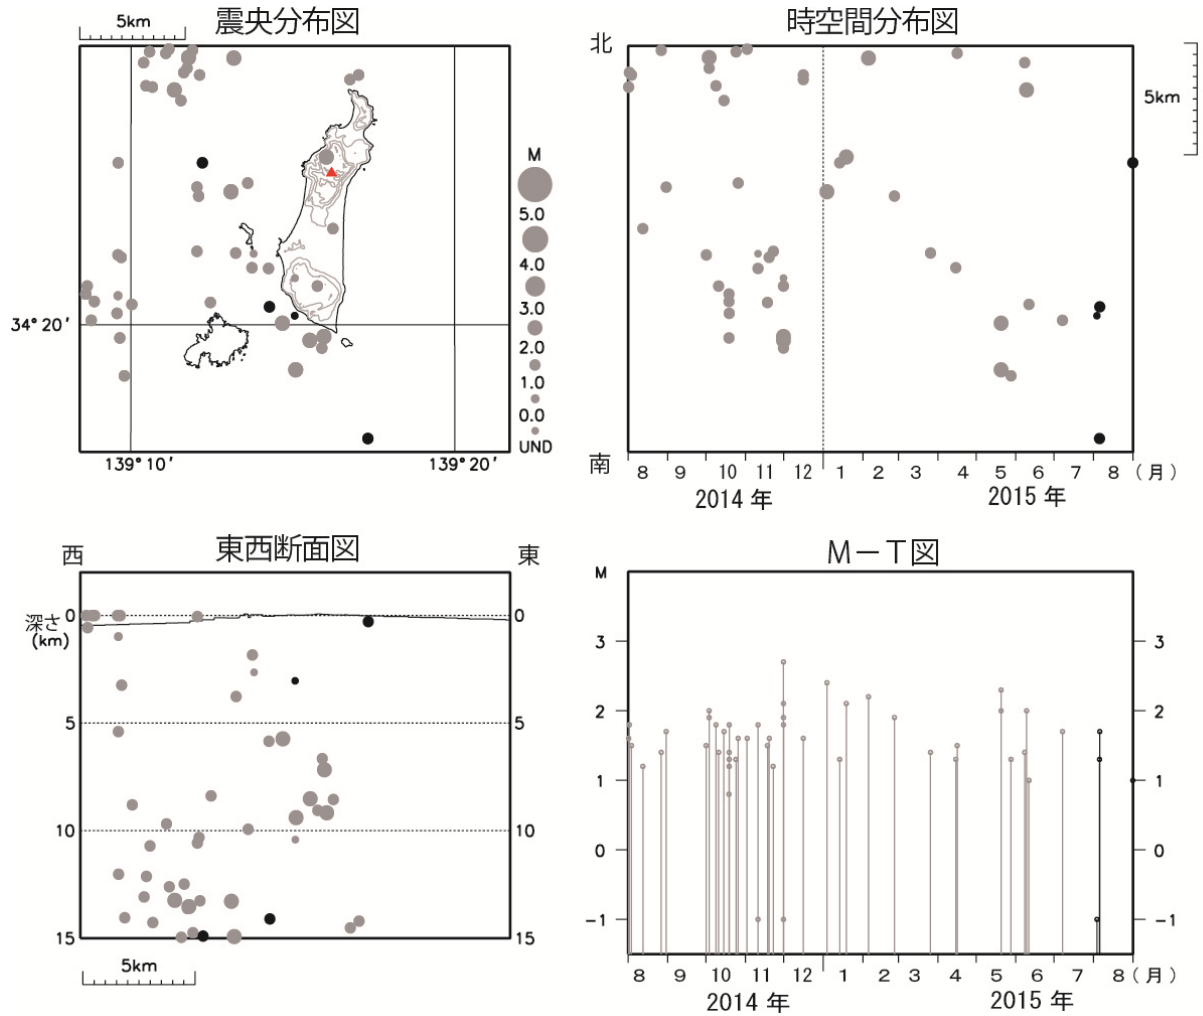 震央分布図
5km
M
5.0
4.0
3.0
2.0
1.0
0.0
UND
34° 20′
139° 10′
139° 20′
時空間分布図
北
南
5km
8 9 10 11 12 1 2 3 4 5 6 7 8 (月)
2014 年
2015 年
東西断面図
西
東
深さ
(km)
0
5
10
15
0
5
10
15
5km
M－T図
M
3
2
1
0
-1
3
2
1
0
-1
8 9 10 11 12 1 2 3 4 5 6 7 8 (月)
2014 年
2015 年